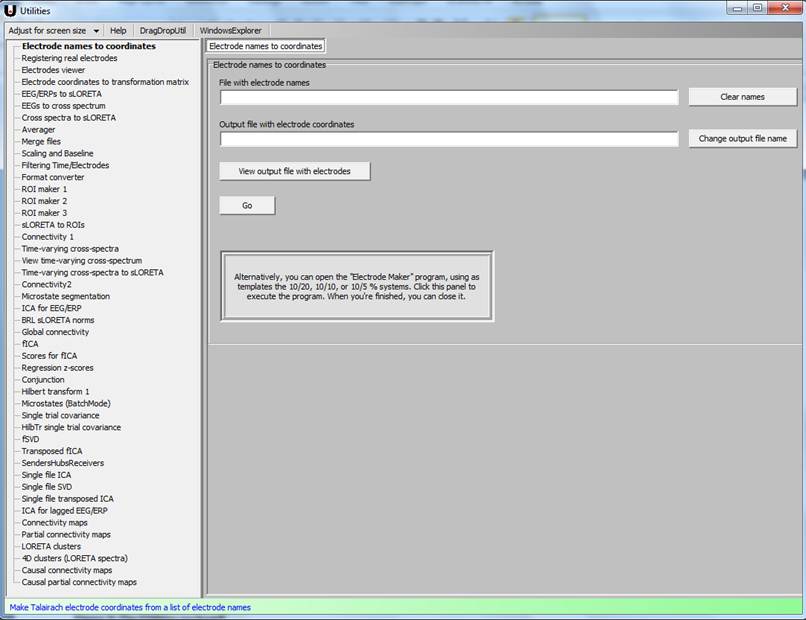 Utilities
Adjust for screen size Help DragDropUtil WindowsExplorer
Electrode names to coordinates
Registering real electrodes
Electrodes viewer
Electrode coordinates to transformation matrix
EEG/ERPs to sLORETA
EEGs to cross spectrum
Cross spectra to sLORETA
Averager
Merge files
Scaling and Baseline
Filtering Time/Electrodes
Format converter
ROI maker 1
ROI maker 2
ROI maker 3
sLORETA to ROIs
Connectivity 1
Time-varying cross-spectra
View time-varying cross-spectrum
Time-varying cross-spectra to sLORETA
Connectivity2
Microstate segmentation
ICA for EEG/ERP
BRL sLORETA norms
Global connectivity
fICA
Scores for fICA
Regression z-scores
Conjunction
Hilbert transform 1
Microstates (BatchMode)
Single trial covariance
HilbTr single trial covariance
fSVD
Transposed fICA
SendersHubsReceivers
Single file ICA
Single file SVD
Single file transposed ICA
ICA for lagged EEG/ERP
Connectivity maps
Partial connectivity maps
LORETA clusters
4D clusters (LORETA spectra)
Causal connectivity maps
Causal partial connectivity maps
Electrode names to coordinates
Electrode names to coordinates
File with electrode names
Clear names
Output file with electrode coordinates
Change output file name
View output file with electrodes
Go
Alternatively, you can open the "Electrode Maker" program, using as
templates the 10/20, 10/10, or 10/5 % systems. Click this panel to
execute the program. When you're finished, you can close it.
Make Talairach electrode coordinates from a list of electrode names